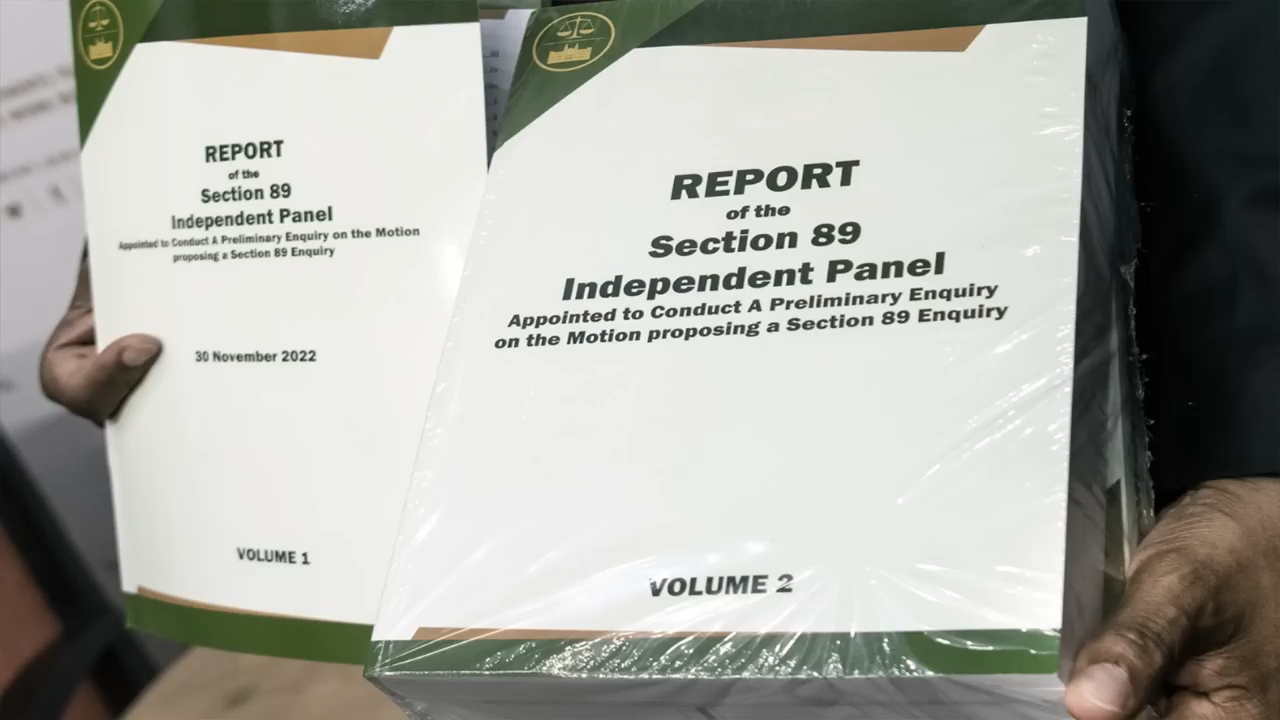 REPORT
of the
Section 89
Independent Panel
Appointed to Conduct A Preliminary Enquiry on the Motion
proposing a Section 89 Enquiry
30 November 2022
VOLUME 1
REPORT
of the
Section 89
Independent Panel
Appointed to Conduct A Preliminary Enquiry
on the Motion proposing a Section 89 Enquiry
VOLUME 2